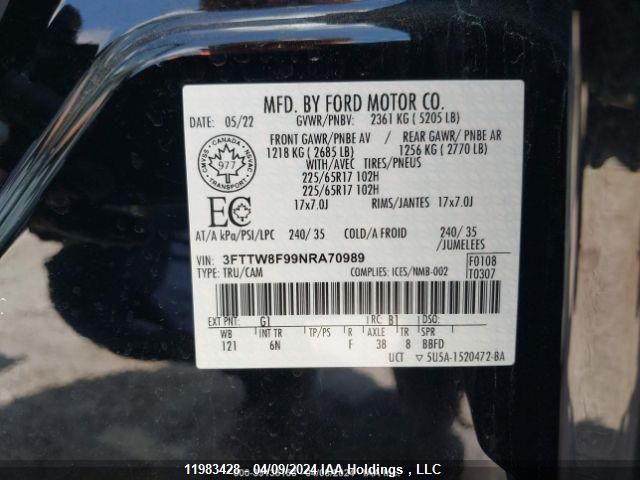 MFD. BY FORD MOTOR CO.
DATE: 05/22 GVWR/PNBV: 2361 KG ( 5205 LB)
FRONT GAWR/PNBE AV / REAR GAWR/ PNBE AR
1218 KG ( 2685 LB) 1256 KG ( 2770 LB)
WITH/AVEC TIRES/PNEUS
225/65R17 102H
225/65R17 102H
17x7.0J RIMS/JANTES 17x7.0J
CMVSS CANADA NSVAC
977
TRANSPORT
EC
AT/A kPa/PSI/LPC 240/ 35 COLD/A FROID 240/ 35
/JUMELEES
VIN: 3FTTW8F99NRA70989
TYPE: TRU/CAM COMPLIES: ICES/NMB-002
F0108
T0307
EXT PNT: G1 RC: B1 DSO:
WB INT TR TP/PS R AXLE TR SPR
121 6N F 38 8 BBFD
UCT ▽ 5U5A-1520472-BA
11983428 - 04/09/2024 IAA Holdings , LLC